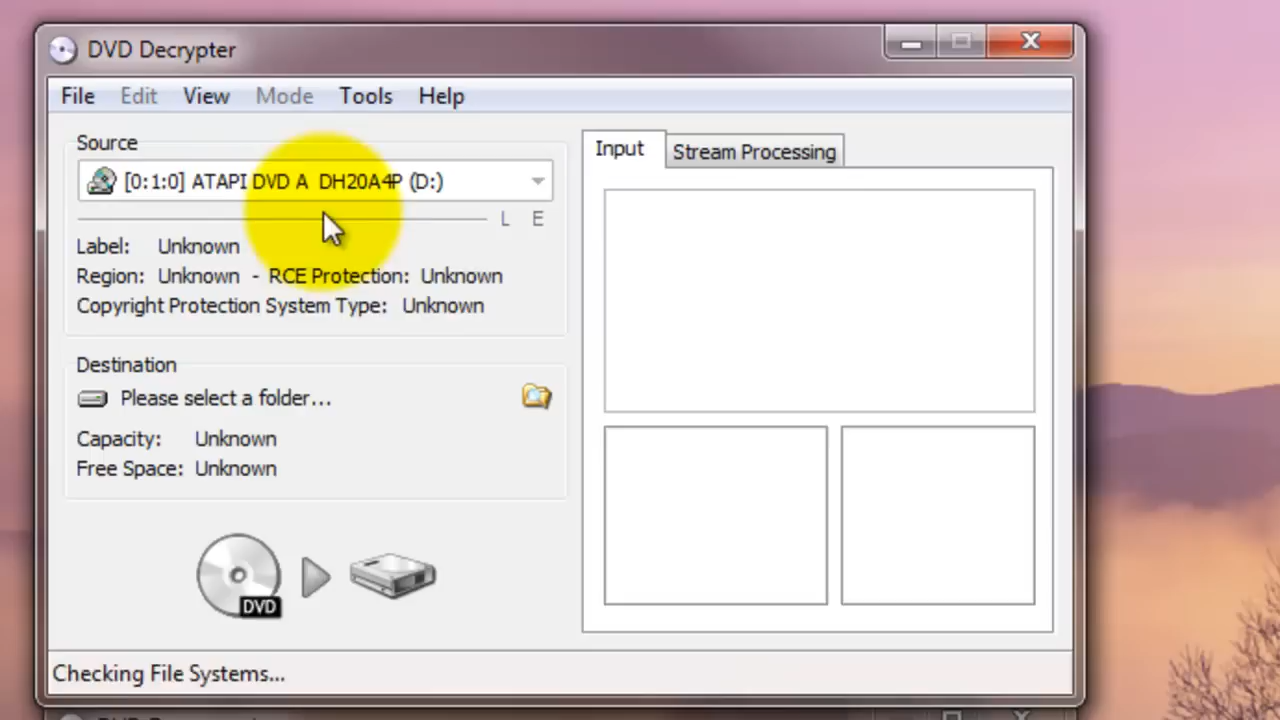 DVD Decrypter
File Edit View Mode Tools Help
Source
[0:1:0] ATAPI DVD A DH20A4P (D:)
L E
Label: Unknown
Region: Unknown - RCE Protection: Unknown
Copyright Protection System Type: Unknown
Destination
Please select a folder...
Capacity: Unknown
Free Space: Unknown
DVD
Input
Stream Processing
Checking File Systems...